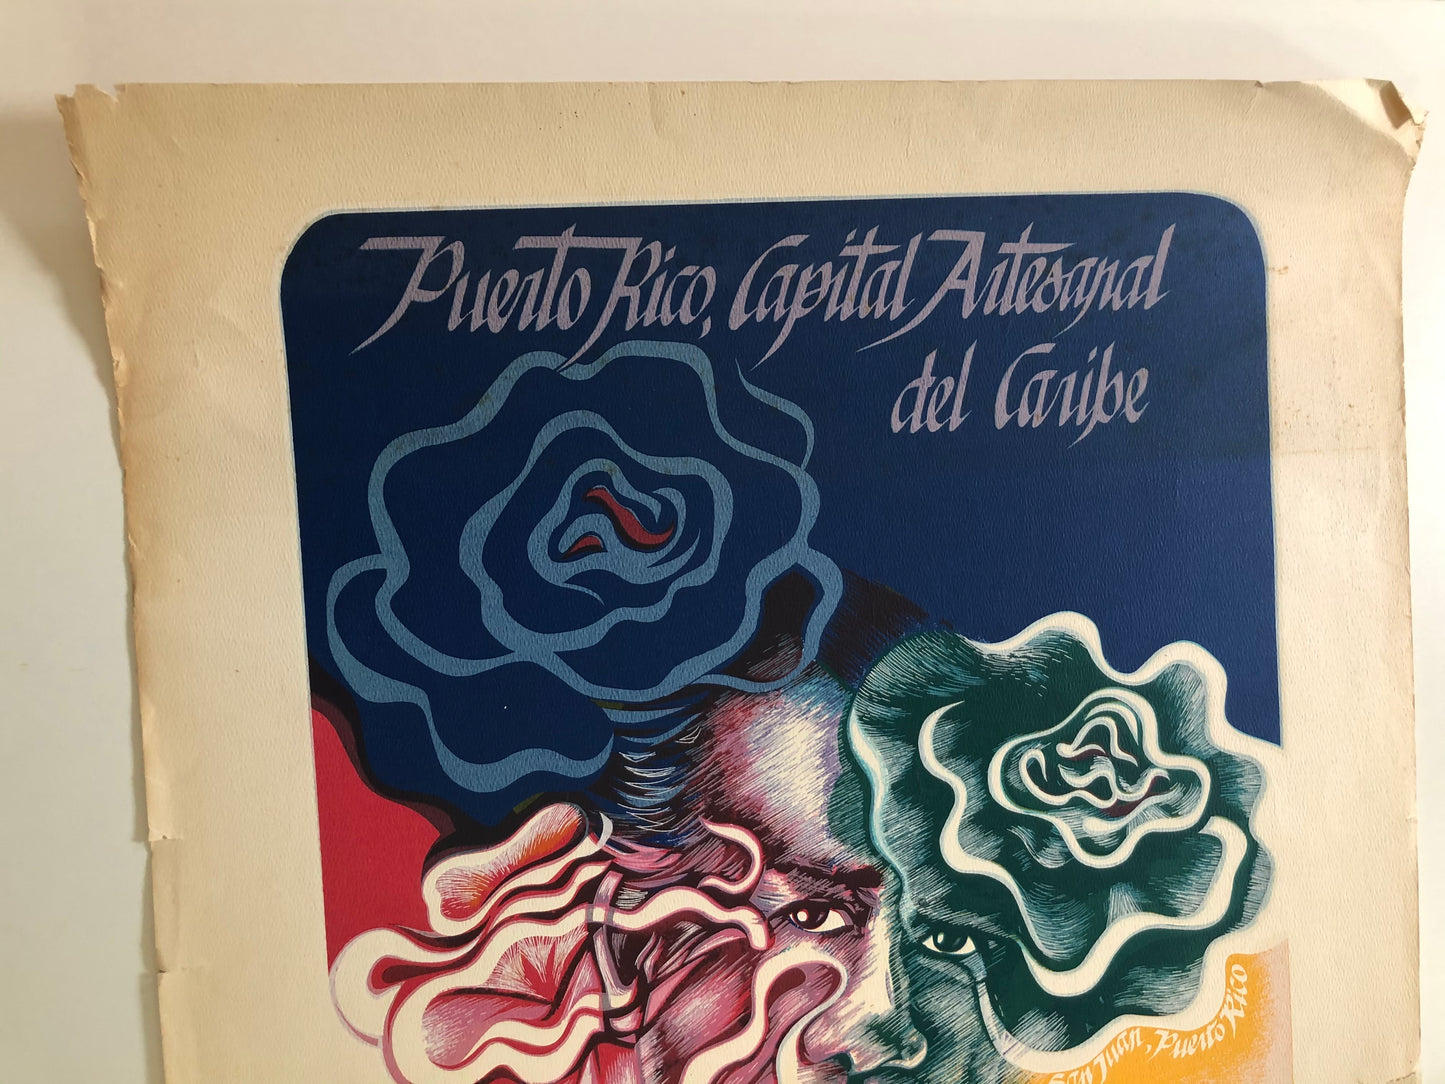 Puerto Rico, Capital Artesanal
del Caribe
San Juan, Puerto Rico